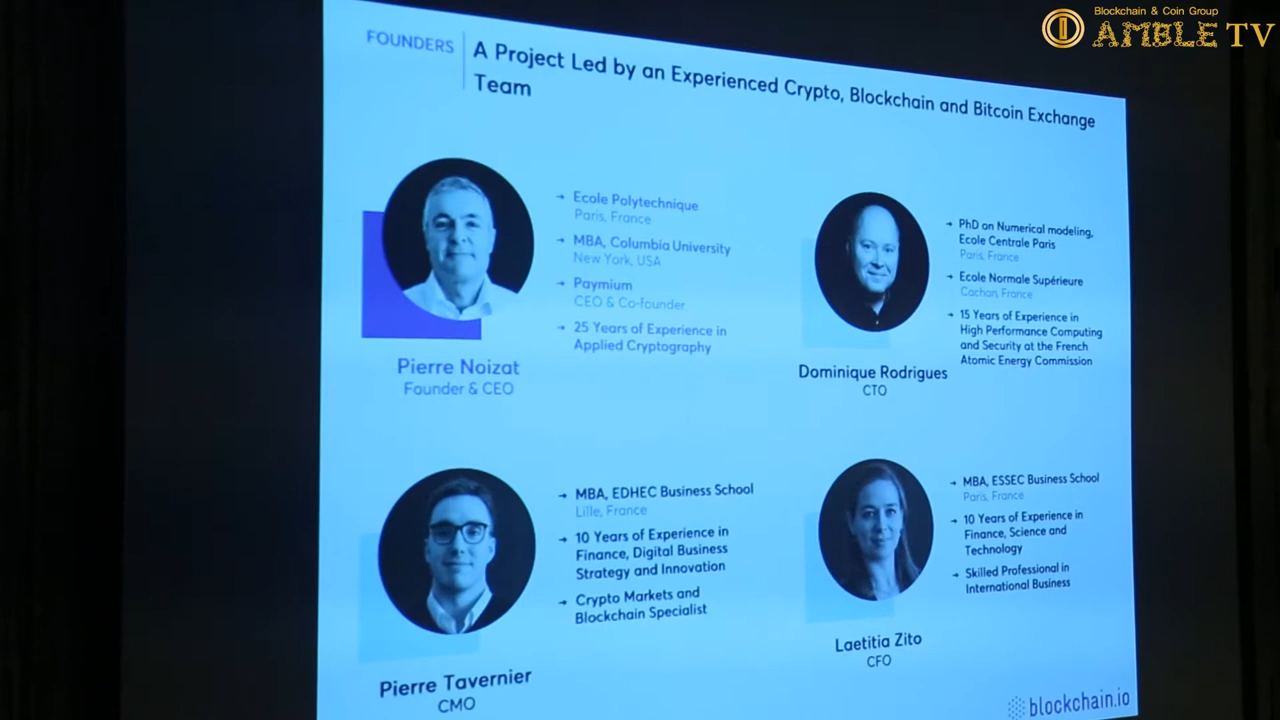 Blockchain & Coin Group
AMBLE TV
FOUNDERS
A Project Led by an Experienced Crypto, Blockchain and Bitcoin Exchange
Team
→ Ecole Polytechnique
Paris, France
→ MBA, Columbia University
New York, USA
→ Paymium
CEO & Co-founder
→ 25 Years of Experience in
Applied Cryptography
Pierre Noizat
Founder & CEO
→ PhD on Numerical modeling,
Ecole Centrale Paris
Paris, France
→ Ecole Normale Supérieure
Cachan, France
→ 15 Years of Experience in
High Performance Computing
and Security at the French
Atomic Energy Commission
Dominique Rodrigues
CTO
→ MBA, EDHEC Business School
Lille, France
→ 10 Years of Experience in
Finance, Digital Business
Strategy and Innovation
→ Crypto Markets and
Blockchain Specialist
Pierre Tavernier
CMO
→ MBA, ESSEC Business School
Paris, France
→ 10 Years of Experience in
Finance, Science and
Technology
→ Skilled Professional in
International Business
Laetitia Zito
CFO
blockchain.io